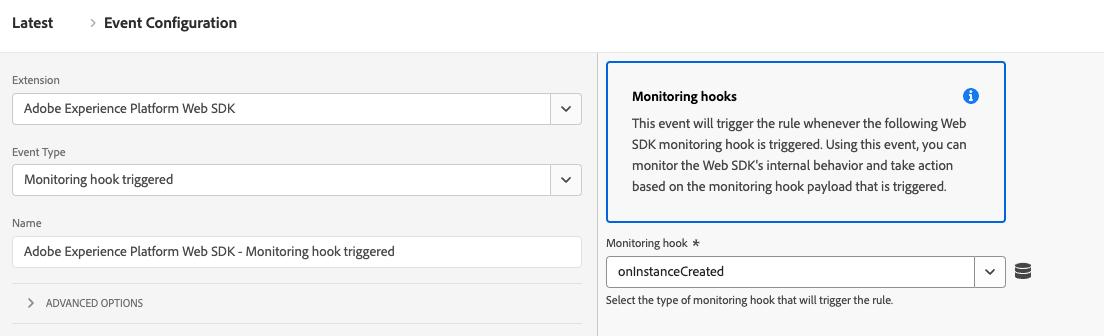 Latest > Event Configuration
Extension
Adobe Experience Platform Web SDK
Event Type
Monitoring hook triggered
Name
Adobe Experience Platform Web SDK - Monitoring hook triggered
ADVANCED OPTIONS
Monitoring hooks
This event will trigger the rule whenever the following Web
SDK monitoring hook is triggered. Using this event, you can
monitor the Web SDK's internal behavior and take action
based on the monitoring hook payload that is triggered.
Monitoring hook *
onInstanceCreated
Select the type of monitoring hook that will trigger the rule.